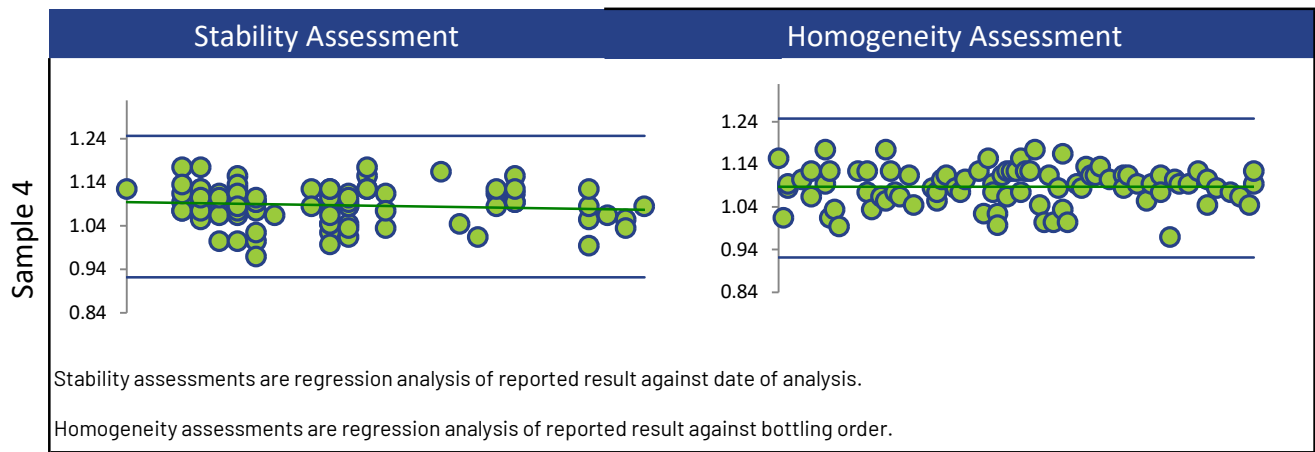 Stability Assessment
Homogeneity Assessment
Sample 4
1.24
1.14
1.04
0.94
0.84
1.24
1.14
1.04
0.94
0.84
Stability assessments are regression analysis of reported result against date of analysis.
Homogeneity assessments are regression analysis of reported result against bottling order.